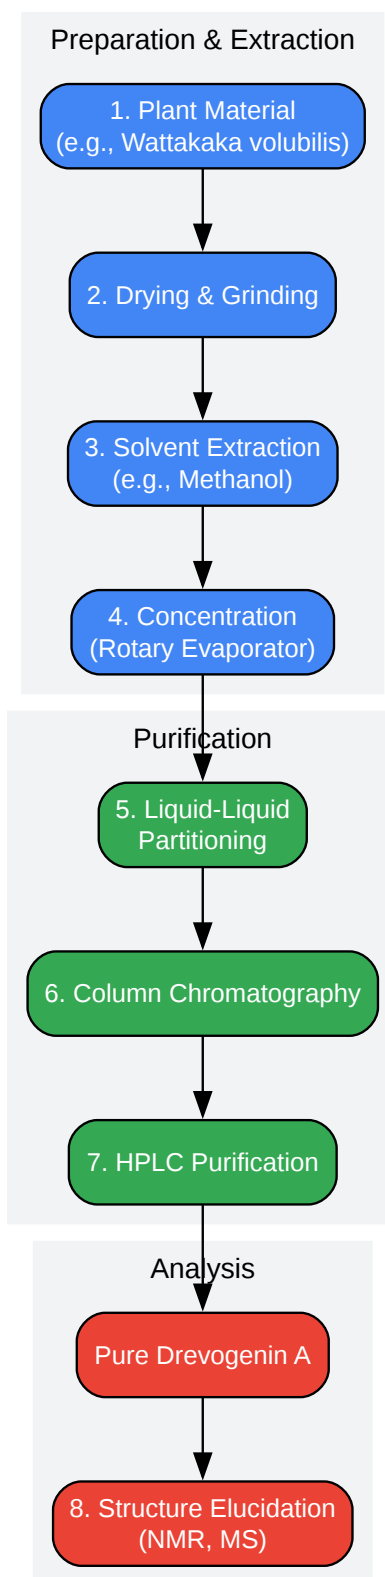 Preparation & Extraction
1. Plant Material
(e.g., Wattakaka volubilis)
2. Drying & Grinding
3. Solvent Extraction
(e.g., Methanol)
4. Concentration
(Rotary Evaporator)
Purification
5. Liquid-Liquid
Partitioning
6. Column Chromatography
7. HPLC Purification
Analysis
Pure Drevogenin A
8. Structure Elucidation
(NMR, MS)